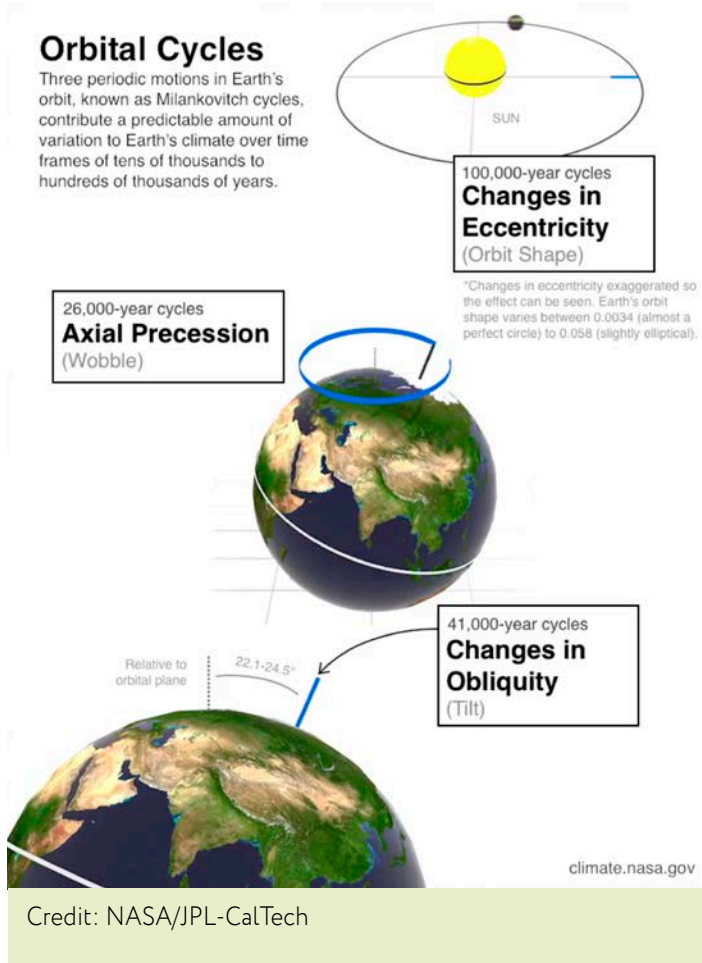 Orbital Cycles
Three periodic motions in Earth's
orbit, known as Milankovitch cycles,
contribute a predictable amount of
variation to Earth's climate over time
frames of tens of thousands to
hundreds of thousands of years.
SUN
100,000-year cycles
Changes in
Eccentricity
(Orbit Shape)
*Changes in eccentricity exaggerated so
the effect can be seen. Earth's orbit
shape varies between 0.0034 (almost a
perfect circle) to 0.058 (slightly elliptical).
26,000-year cycles
Axial Precession
(Wobble)
41,000-year cycles
Changes in
Obliquity
(Tilt)
Relative to
orbital plane
22.1-24.5°
climate.nasa.gov
Credit: NASA/JPL-CalTech